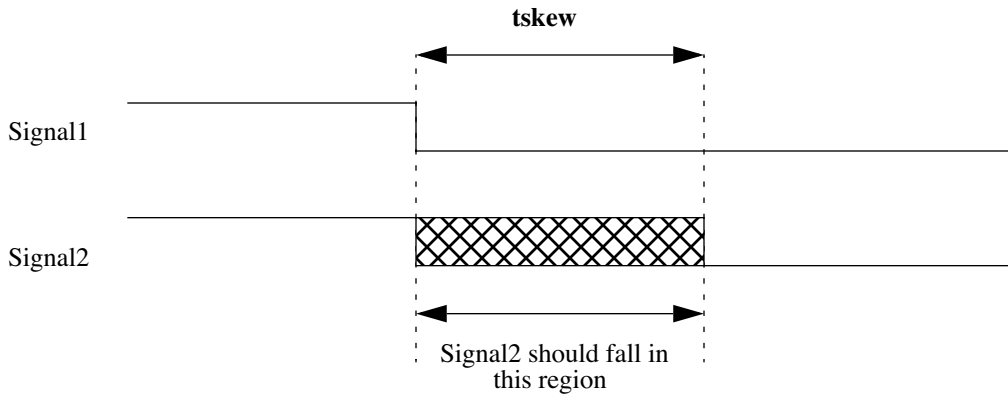 tskew
Signal1
Signal2
Signal2 should fall in
this region